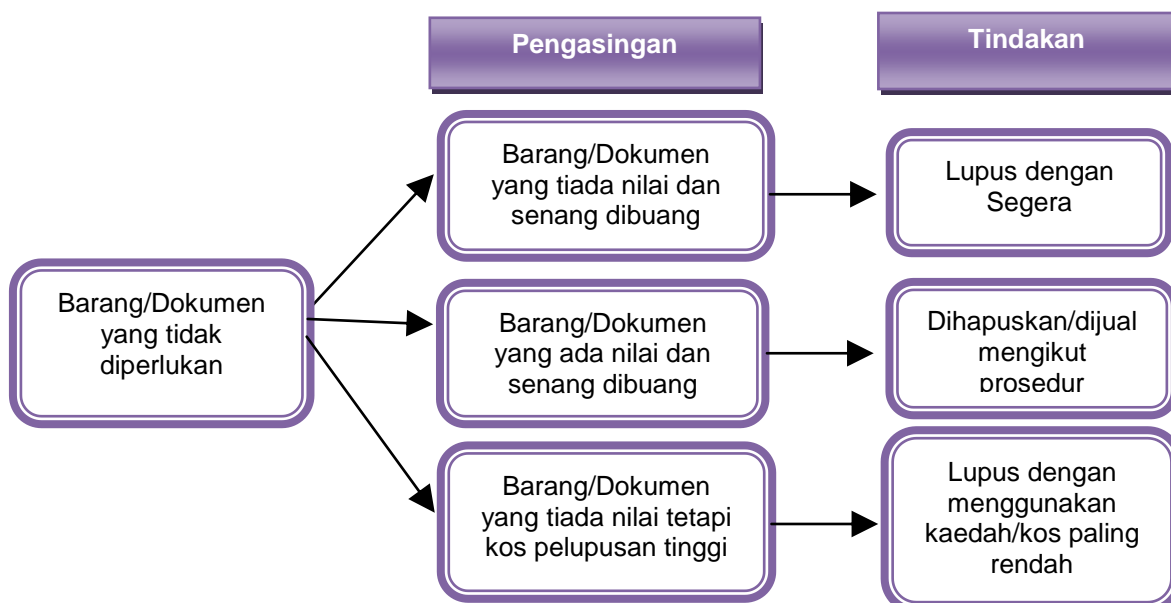 Pengasingan
Tindakan
Barang/Dokumen
yang tiada nilai dan
senang dibuang
Lupus dengan
Segera
Barang/Dokumen
yang tidak
diperlukan
Barang/Dokumen
yang ada nilai dan
senang dibuang
Dihapuskan/dijual
mengikut
prosedur
Barang/Dokumen
yang tiada nilai tetapi
kos pelupusan tinggi
Lupus dengan
menggunakan
kaedah/kos paling
rendah